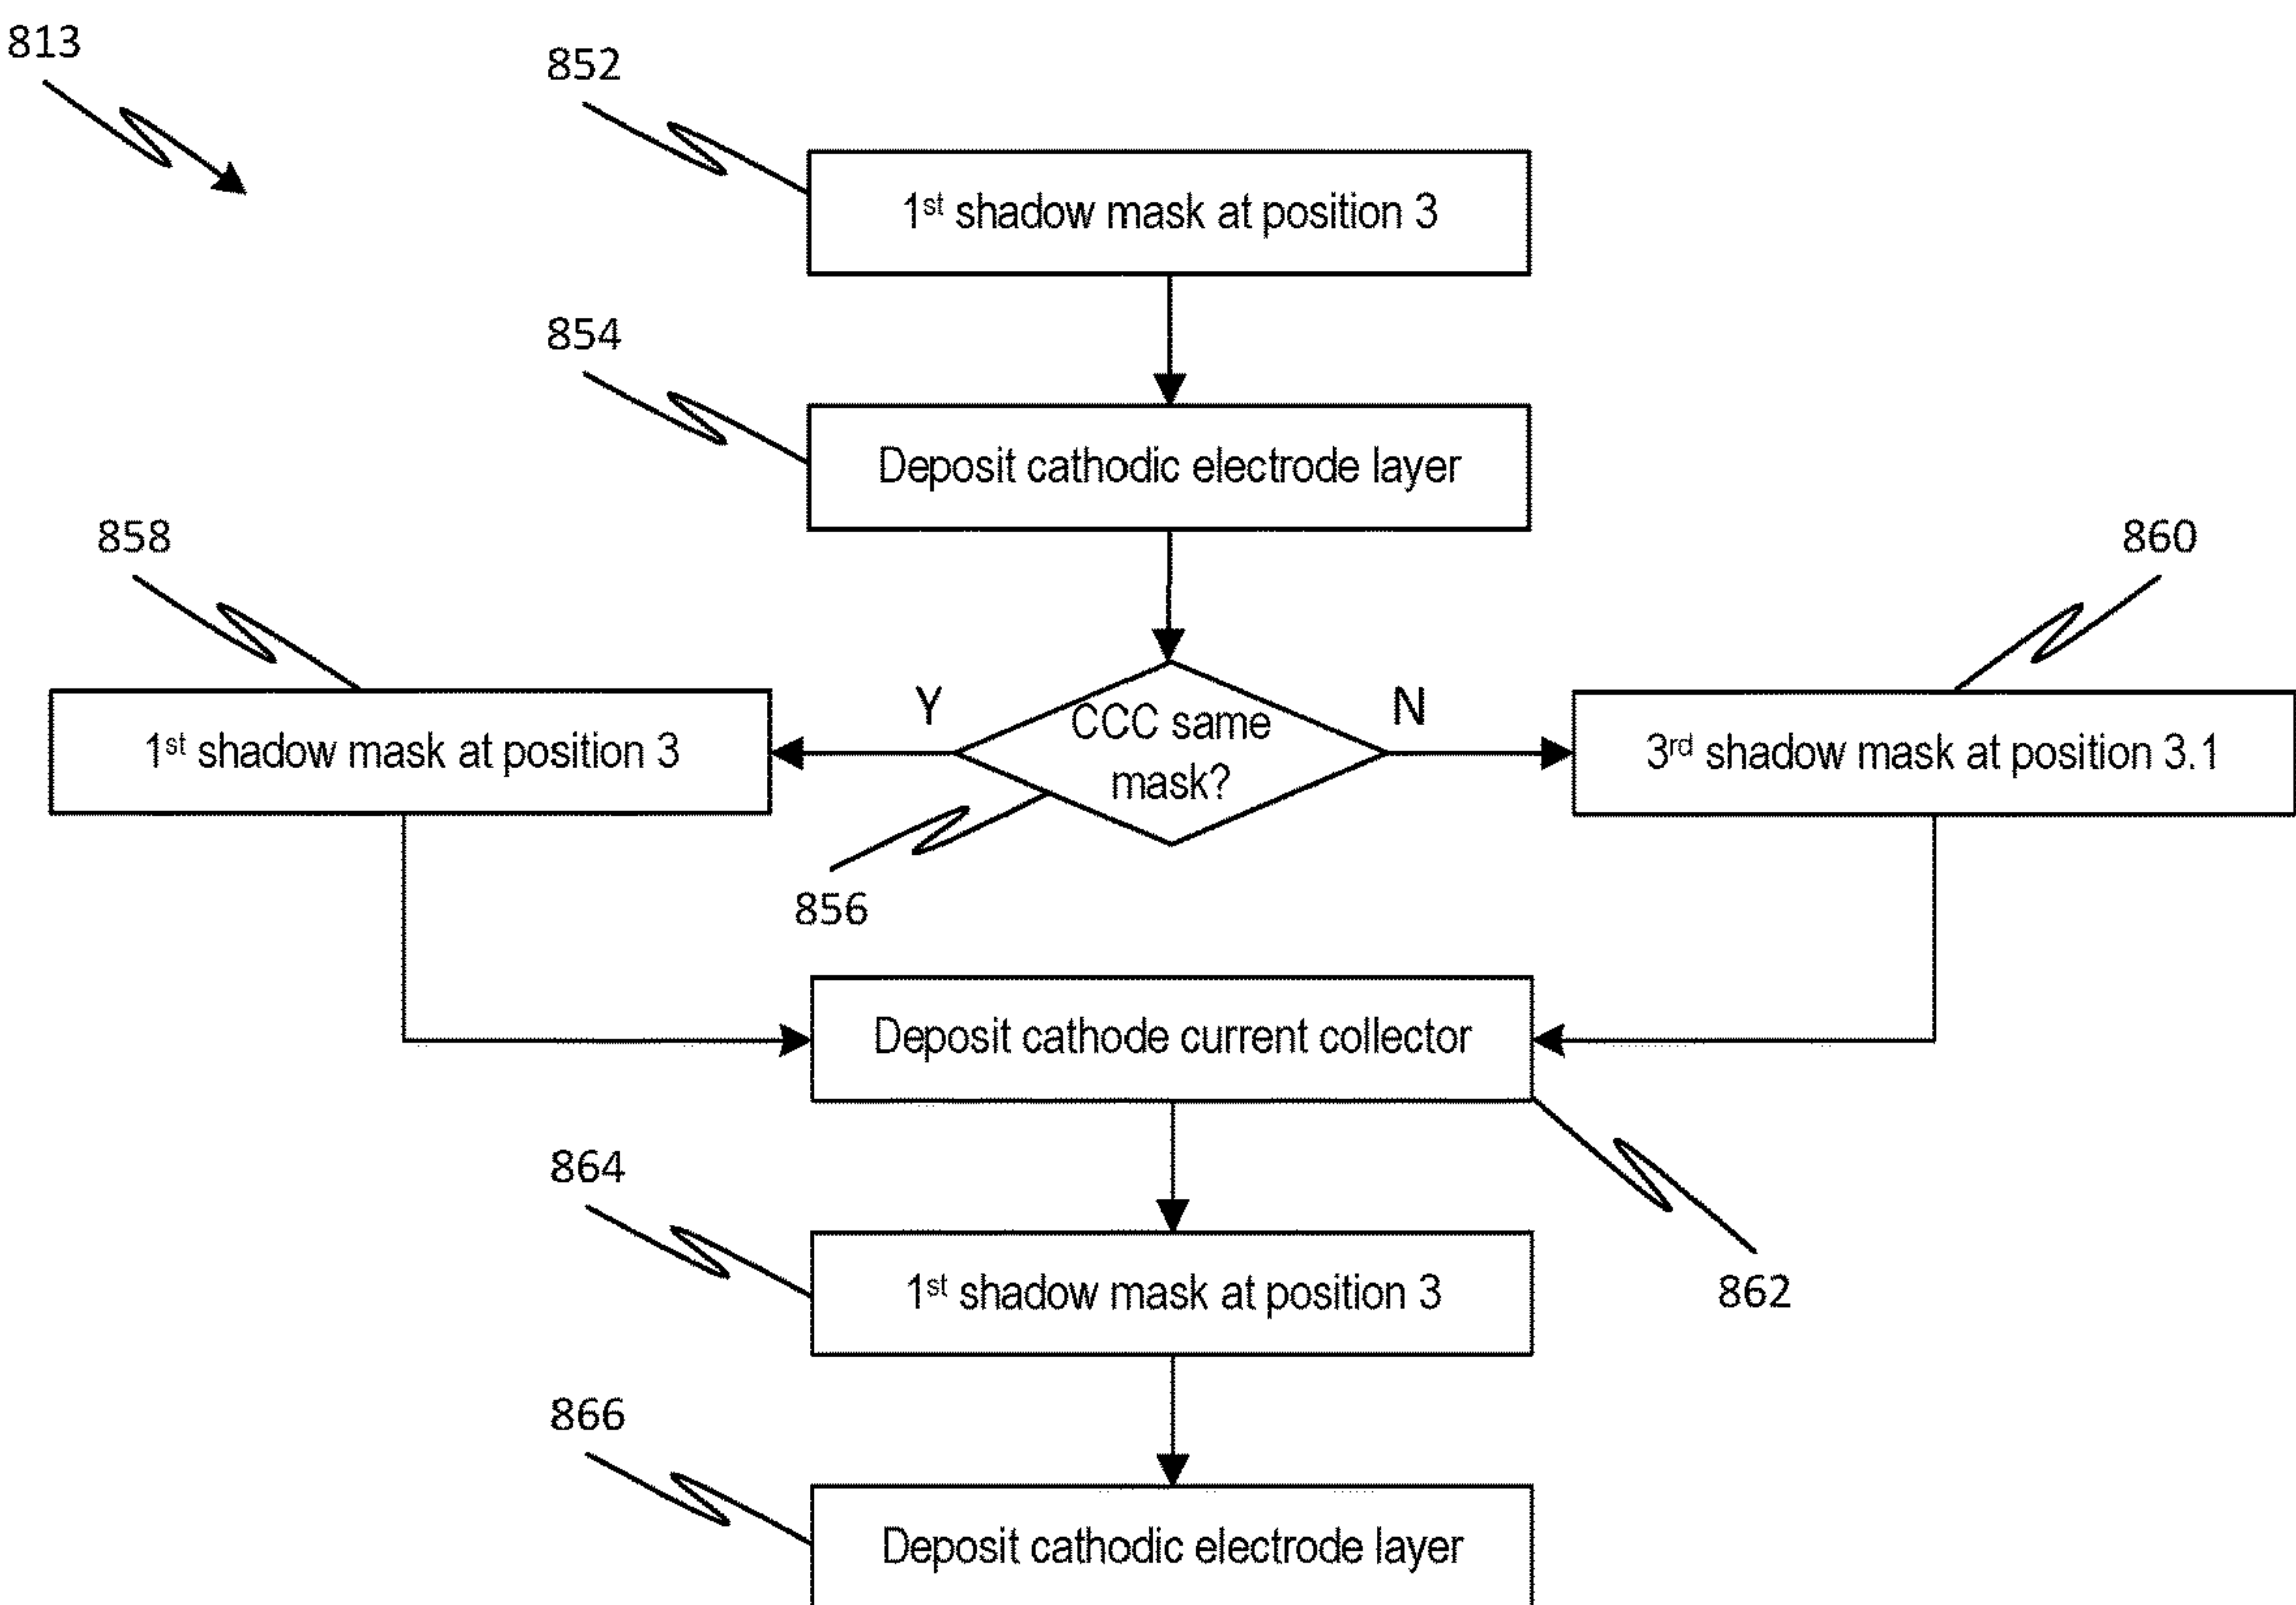 813
852
1st shadow mask at position 3
854
Deposit cathodic electrode layer
858
860
Y
N
1st shadow mask at position 3
CCC same
mask?
3rd shadow mask at position 3.1
856
Deposit cathode current collector
864
862
1st shadow mask at position 3
866
Deposit cathodic electrode layer